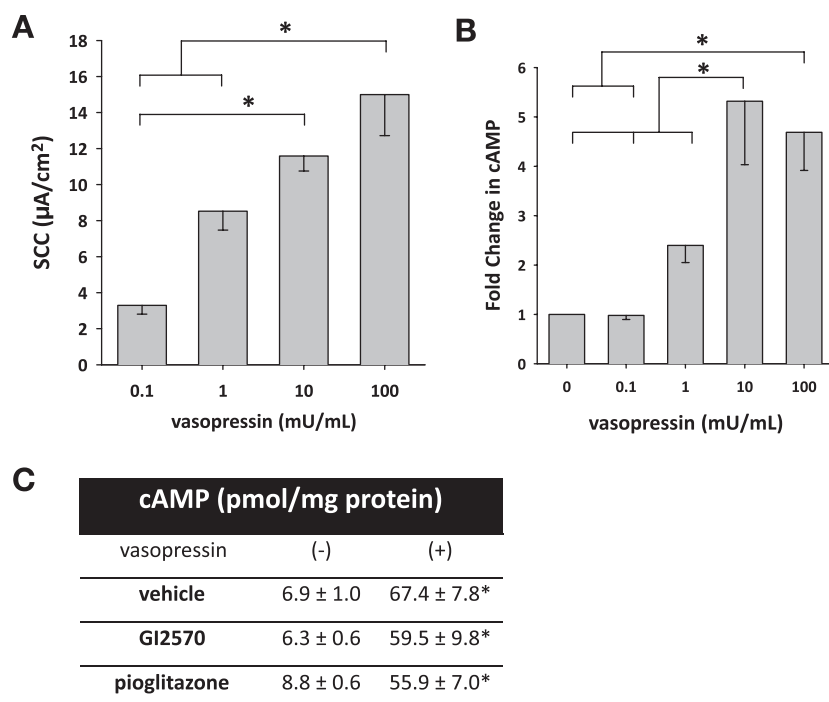 A
*
*
18
16
14
12
10
8
6
4
2
0
SCC (µA/cm²)
0.1 1 10 100
vasopressin (mU/mL)
B
*
*
6
5
4
3
2
1
0
Fold Change in cAMP
0 0.1 1 10 100
vasopressin (mU/mL)
C
cAMP (pmol/mg protein)
vasopressin (-) (+)
vehicle 6.9 ± 1.0 67.4 ± 7.8*
GI2570 6.3 ± 0.6 59.5 ± 9.8*
pioglitazone 8.8 ± 0.6 55.9 ± 7.0*